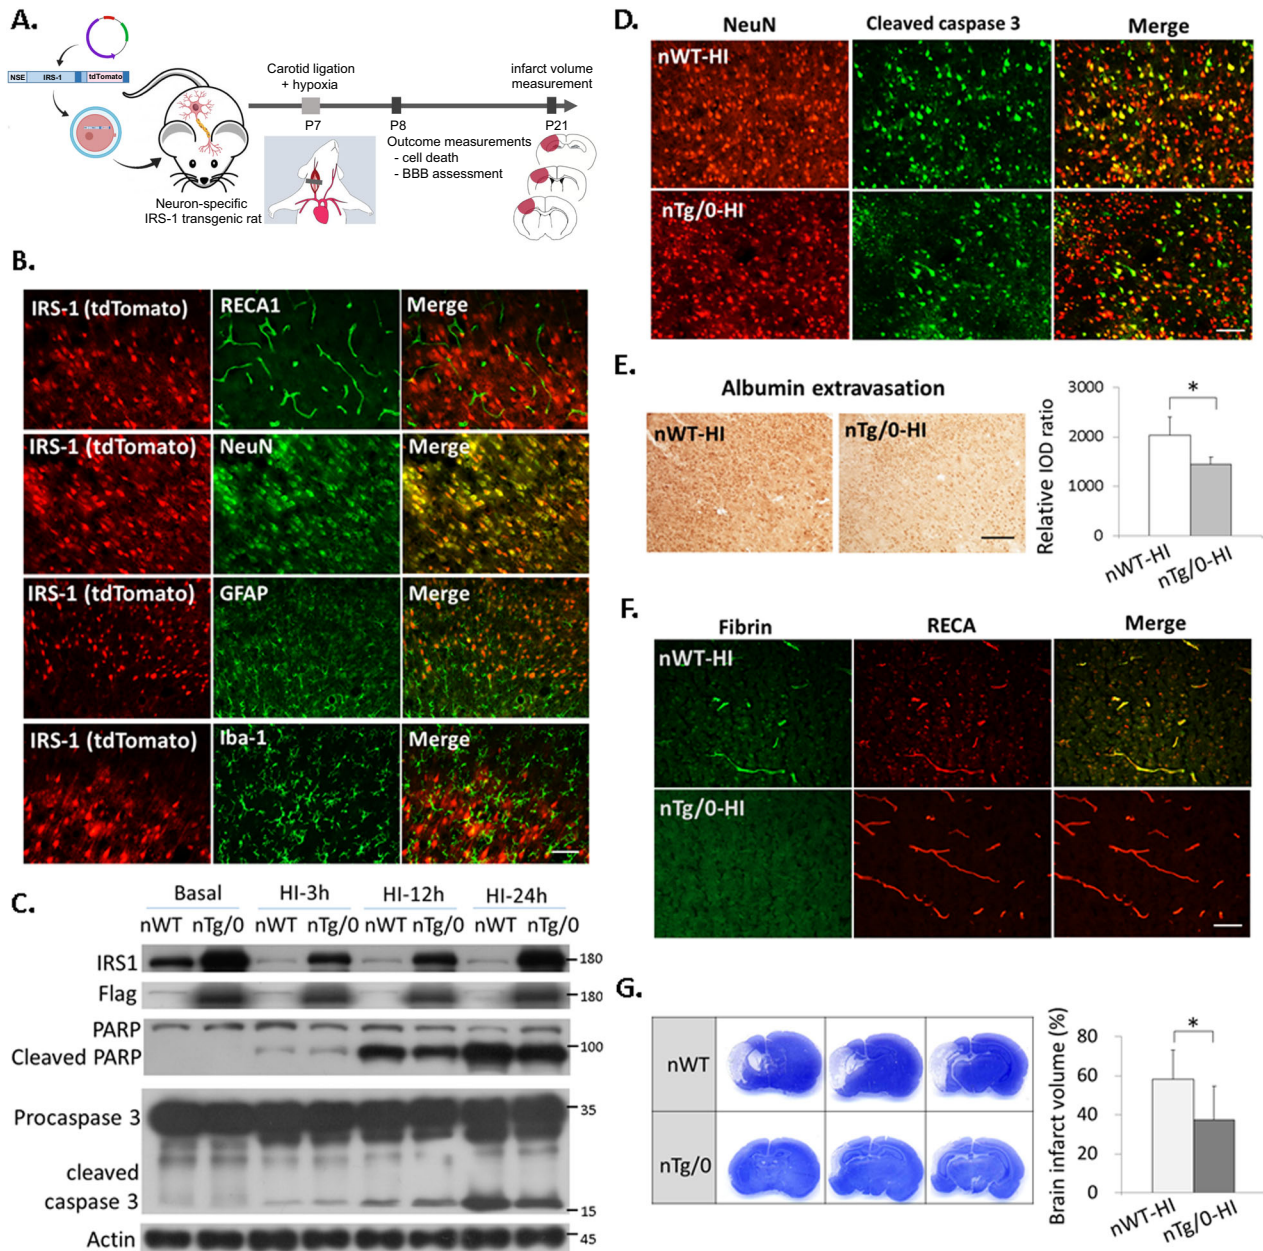 A.
NSE IRS-1 tdTomato
Neuron-specific
IRS-1 transgenic rat
Carotid ligation
+ hypoxia
P7
P8
Outcome measurements
- cell death
- BBB assessment
infarct volume
measurement
P21
B.
IRS-1 (tdTomato) RECA1 Merge
IRS-1 (tdTomato) NeuN Merge
IRS-1 (tdTomato) GFAP Merge
IRS-1 (tdTomato) Iba-1 Merge
C.
Basal HI-3h HI-12h HI-24h
nWT nTg/0 nWT nTg/0 nWT nTg/0 nWT nTg/0
IRS1 180
Flag 180
PARP
Cleaved PARP 100
Procaspase 3 35
cleaved
caspase 3 15
Actin 45
D.
NeuN Cleaved caspase 3 Merge
nWT-HI
nTg/0-HI
E.
Albumin extravasation
nWT-HI nTg/0-HI
Relative IOD ratio
3000
2000
1000
0
*
nWT-HI
nTg/0-HI
F.
Fibrin RECA Merge
nWT-HI
nTg/0-HI
G.
nWT
nTg/0
Brain infarct volume (%)
80
60
40
20
0
*
nWT-HI
nTg/0-HI